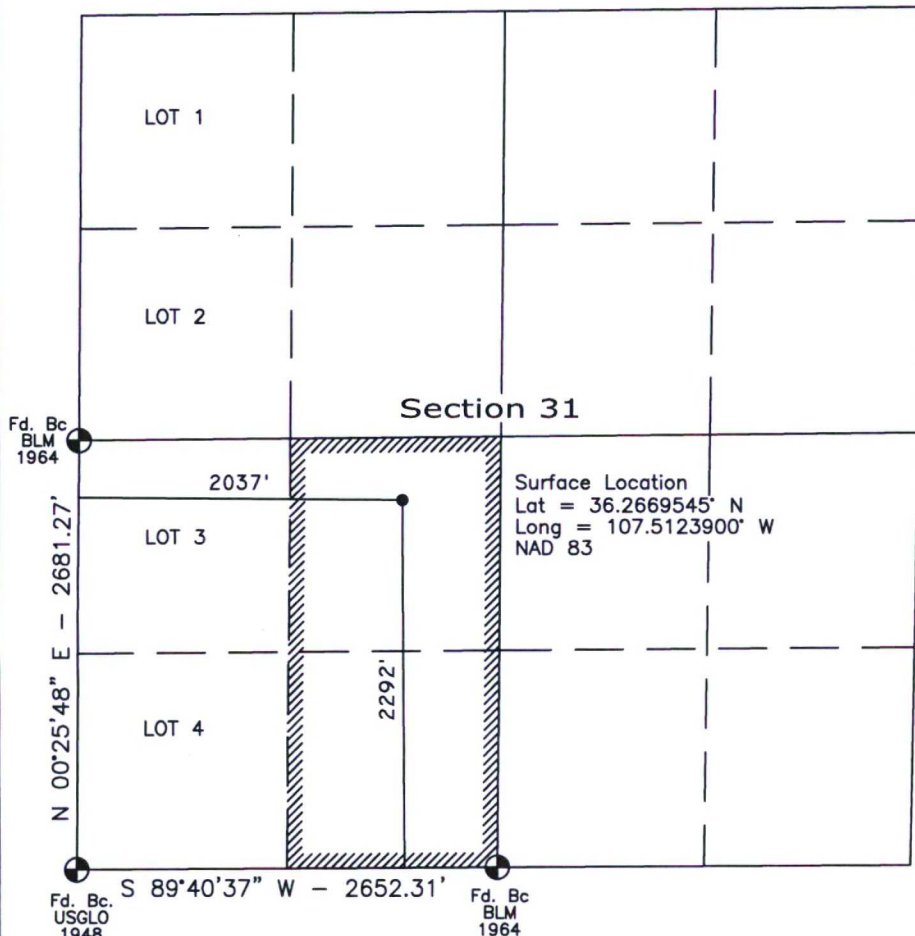 LOT 1
LOT 2
Section 31
Fd. Bc
BLM
1964
2037'
Surface Location
Lat = 36.2669545° N
Long = 107.5123900° W
NAD 83
LOT 3
N 00°25'48" E – 2681.27'
2292'
LOT 4
S 89°40'37" W – 2652.31'
Fd. Bc.
USGLO
1948
Fd. Bc
BLM
1964